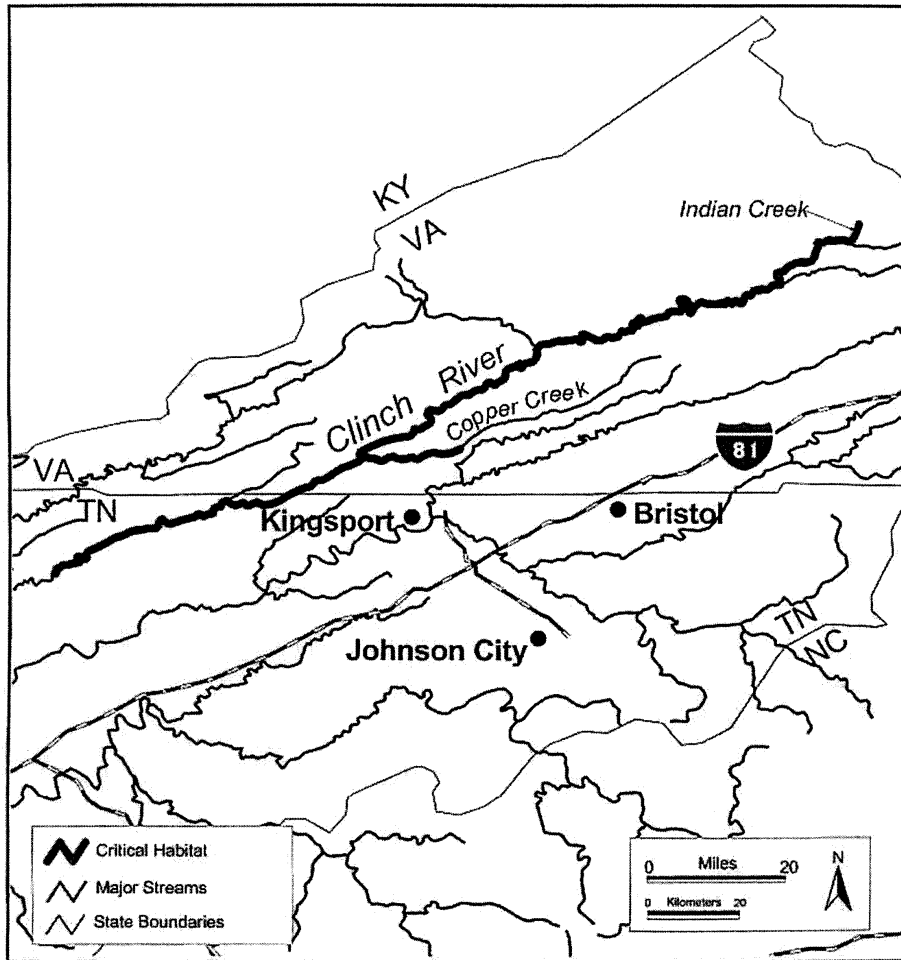 KY
VA
Indian Creek
Clinch River
Copper Creek
81
VA
TN
Kingsport
Bristol
Johnson City
TN
NC
Critical Habitat
Major Streams
State Boundaries
0 Miles 20
0 Kilometers 20
N